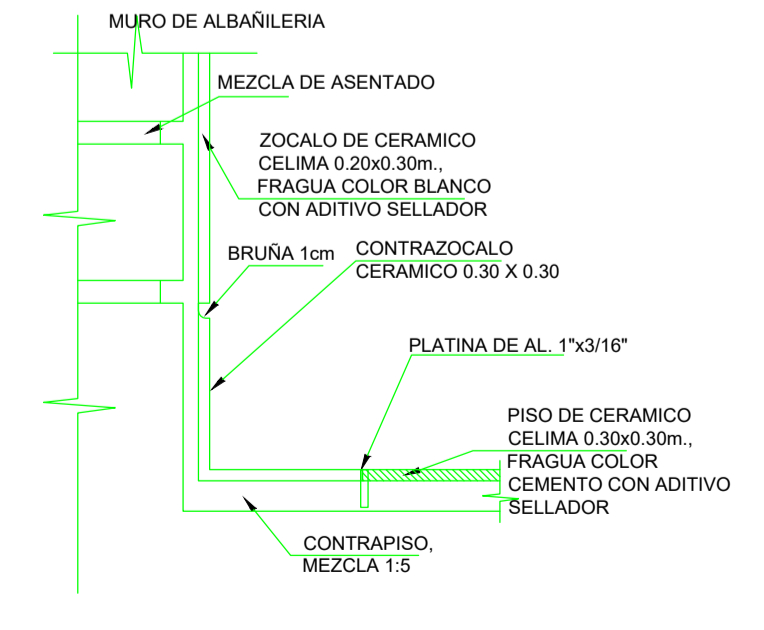 MURO DE ALBAÑILERIA
MEZCLA DE ASENTADO
ZOCALO DE CERAMICO
CELIMA 0.20x0.30m.,
FRAGUA COLOR BLANCO
CON ADITIVO SELLADOR
BRUÑA 1cm
CONTRAZOCALO
CERAMICO 0.30 X 0.30
PLATINA DE AL. 1"x3/16"
PISO DE CERAMICO
CELIMA 0.30x0.30m.,
FRAGUA COLOR
CEMENTO CON ADITIVO
SELLADOR
CONTRAPISO,
MEZCLA 1:5